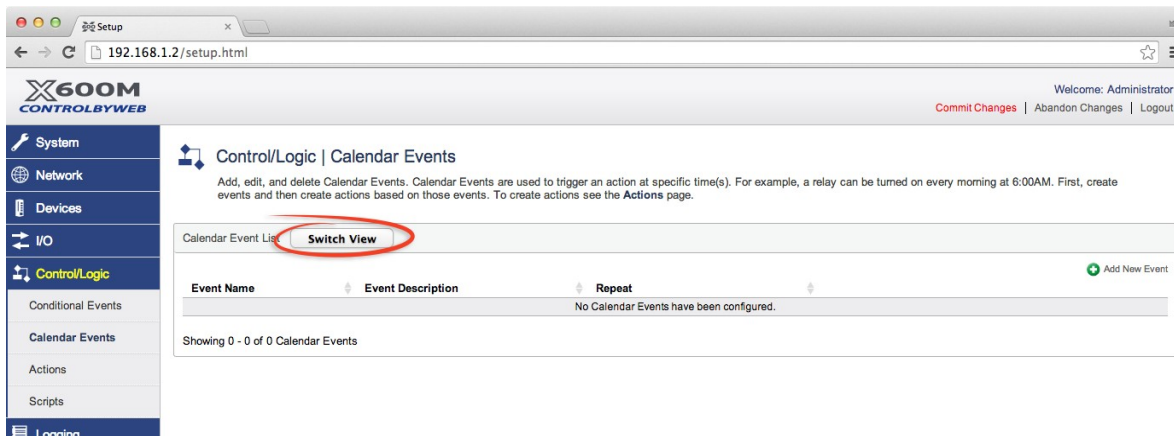 Setup
192.168.1.2/setup.html
X600M
CONTROLBYWEB
Welcome: Administrator
Commit Changes | Abandon Changes | Logout
System
Network
Devices
I/O
Control/Logic
Conditional Events
Calendar Events
Actions
Scripts
Logging
Control/Logic | Calendar Events
Add, edit, and delete Calendar Events. Calendar Events are used to trigger an action at specific time(s). For example, a relay can be turned on every morning at 6:00AM. First, create
events and then create actions based on those events. To create actions see the Actions page.
Calendar Event List Switch View
Add New Event
Event Name Event Description Repeat
No Calendar Events have been configured.
Showing 0 - 0 of 0 Calendar Events